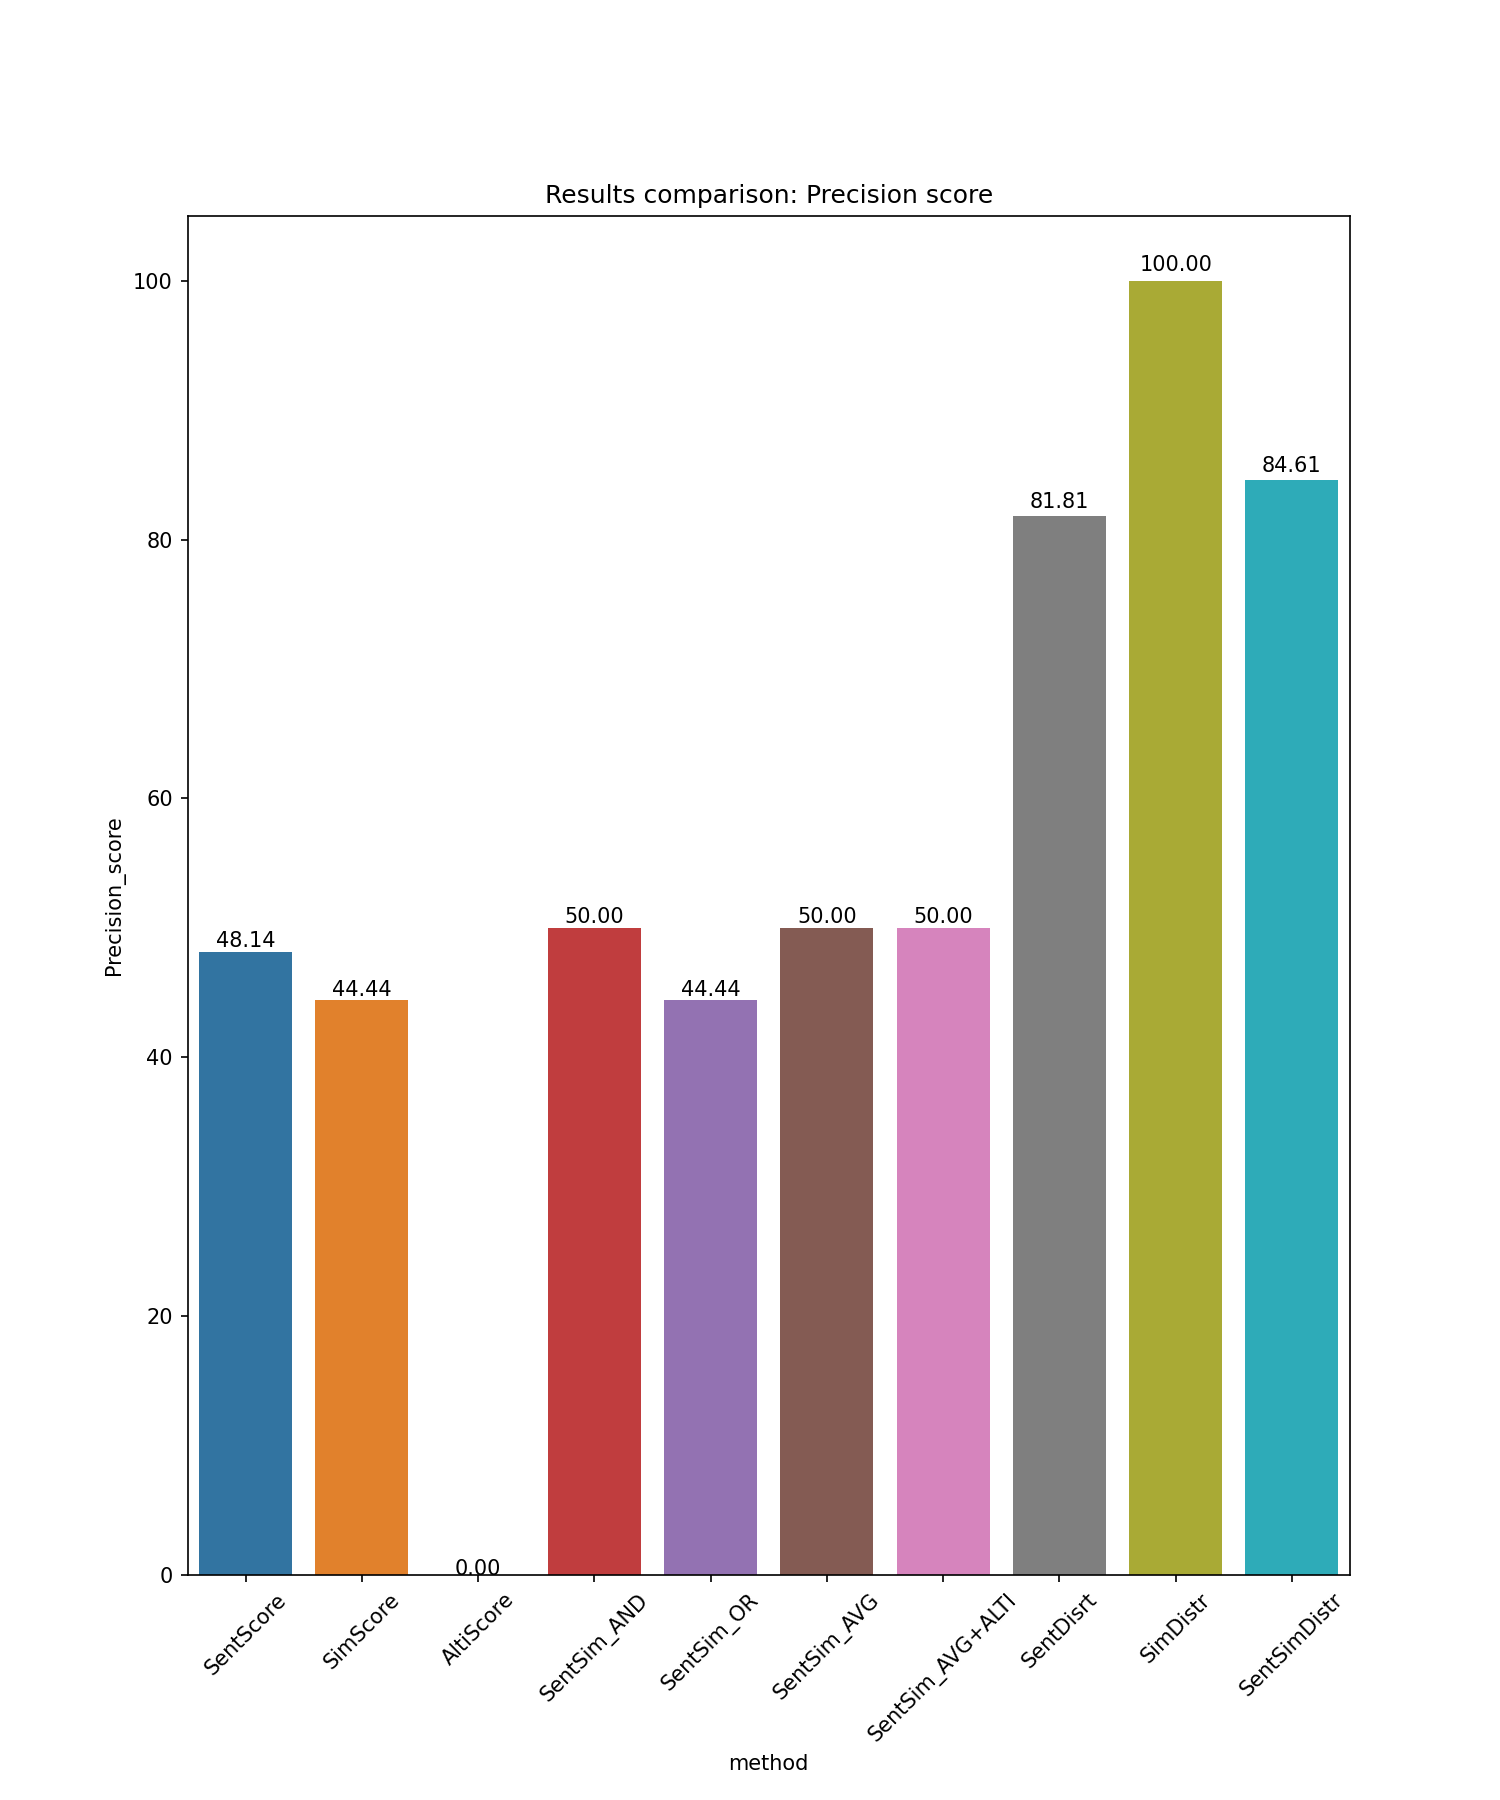 Results comparison: Precision score
100.00
100
84.61
81.81
80
60
Precision_score
50.00 50.00 50.00
48.14
44.44 44.44
40
20
0.00
0
SentScore SimScore AltiScore SentSim_AND SentSim_OR SentSim_AVG SentSim_AVG+ALTI SentDisrt SimDistr SentSimDistr
method